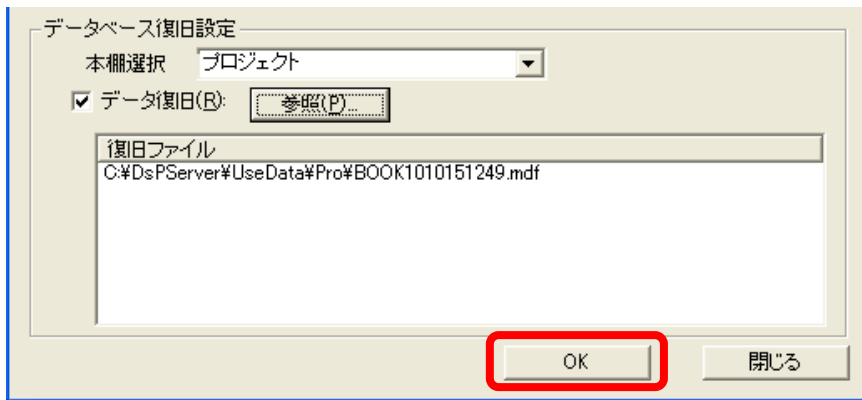 データベース復旧設定
本棚選択 プロジェクト
データ復旧(R): 参照(P)...
復旧ファイル
C:¥DsPServer¥UseData¥Pro¥BOOK1010151249.mdf
OK 閉じる